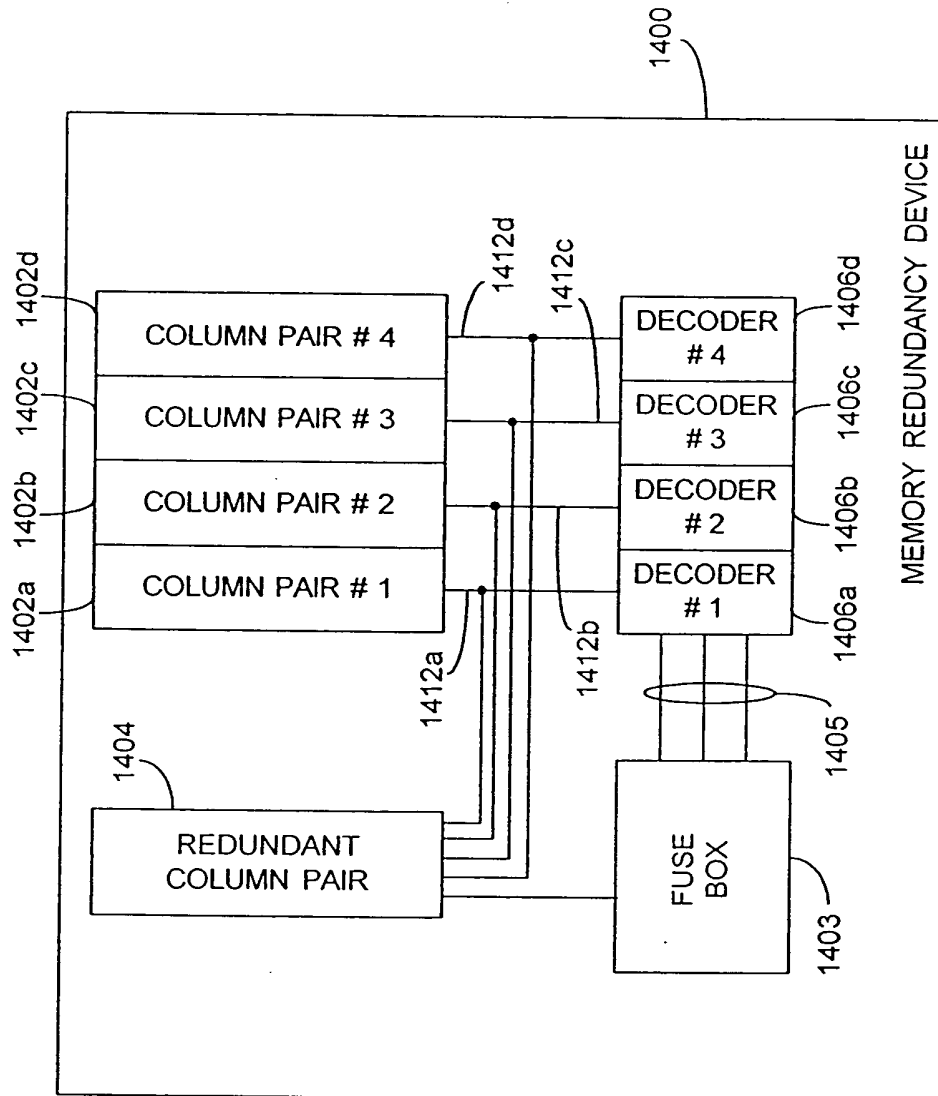 1400
1402d
1402c
1402b
1402a
COLUMN PAIR # 4
COLUMN PAIR # 3
COLUMN PAIR # 2
COLUMN PAIR # 1
1404
REDUNDANT
COLUMN PAIR
1412d
1412c
1412a
1412b
DECODER
# 4
DECODER
# 3
DECODER
# 2
DECODER
# 1
1406d
1406c
1406b
1406a
1405
FUSE
BOX
1403
MEMORY REDUNDANCY DEVICE